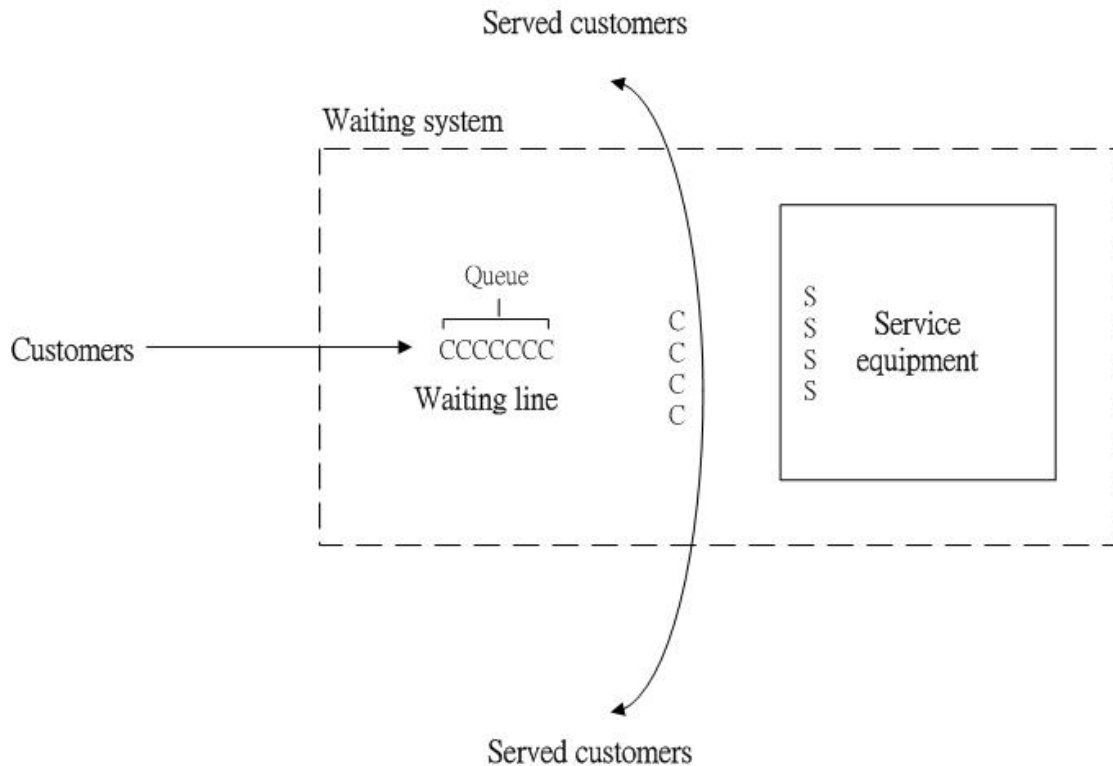 Served customers
Waiting system
Queue
Customers
CCCCCCC
Waiting line
C
C
C
C
S
S
S
S
Service
equipment
Served customers